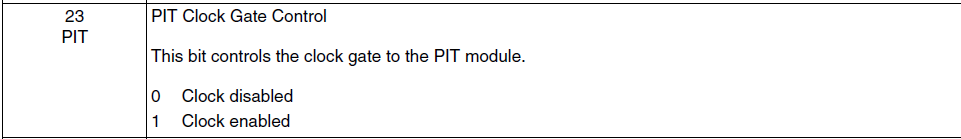 23
PIT
PIT Clock Gate Control
This bit controls the clock gate to the PIT module.
0 Clock disabled
1 Clock enabled